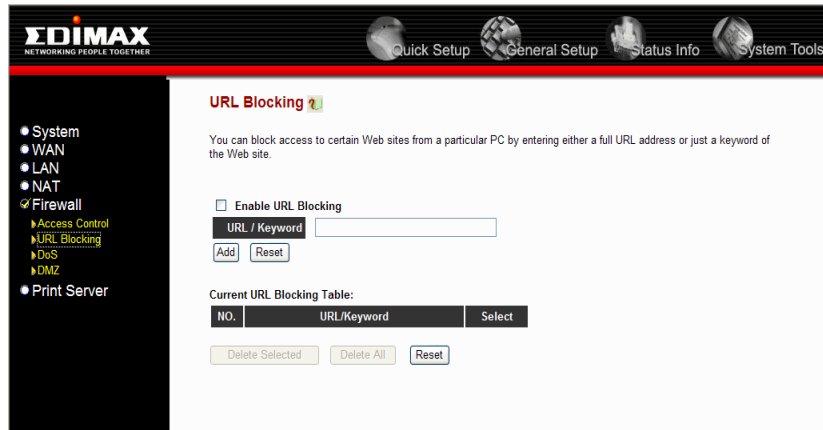 EDIMAX
NETWORKING PEOPLE TOGETHER
Quick Setup
General Setup
Status Info
System Tools
System
WAN
LAN
NAT
Firewall
Access Control
URL Blocking
DoS
DMZ
Print Server
URL Blocking
You can block access to certain Web sites from a particular PC by entering either a full URL address or just a keyword of
the Web site.
Enable URL Blocking
URL / Keyword
Add Reset
Current URL Blocking Table:
NO. URL/Keyword Select
Delete Selected Delete All Reset